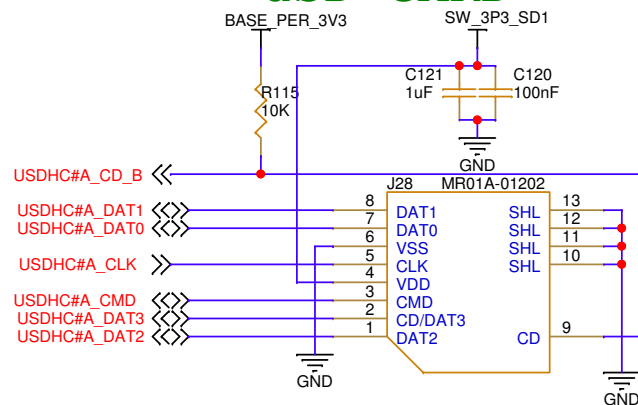 BASE_PER_3V3
SW_3P3_SD1
R115
10K
C121
1uF
C120
100nF
GND
USDHC#A_CD_B
J28
MR01A-01202
USDHC#A_DAT1
8
DAT1
SHL
13
USDHC#A_DAT0
7
DAT0
SHL
12
6
VSS
SHL
11
USDHC#A_CLK
5
CLK
SHL
10
4
VDD
USDHC#A_CMD
3
CMD
USDHC#A_DAT3
2
CD/DAT3
USDHC#A_DAT2
1
DAT2
CD
9
GND
GND